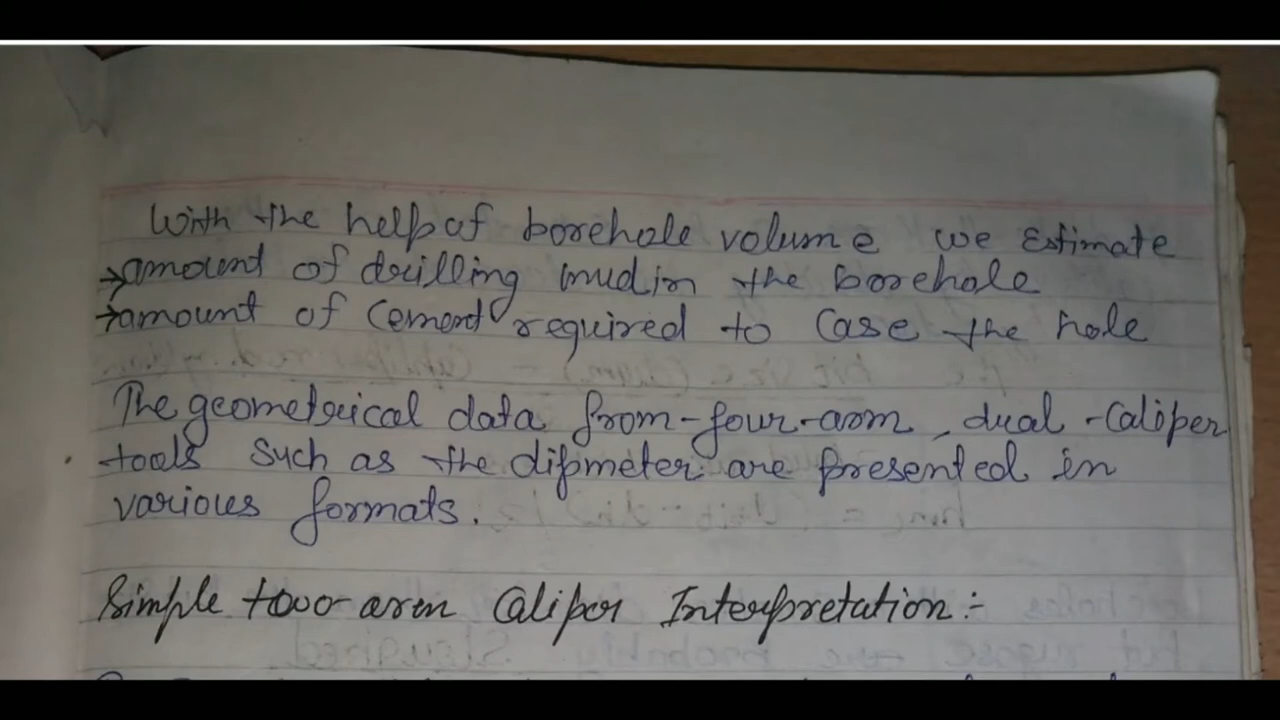 With the help of borehole volume we Estimate
→amount of drilling mud in the borehole
→amount of Cement required to Case the hole
The geometrical data from-four-arm, dual-Caliper
tools such as the dipmeter are presented in
various formats.
Simple two-arm Caliper Interpretation:-